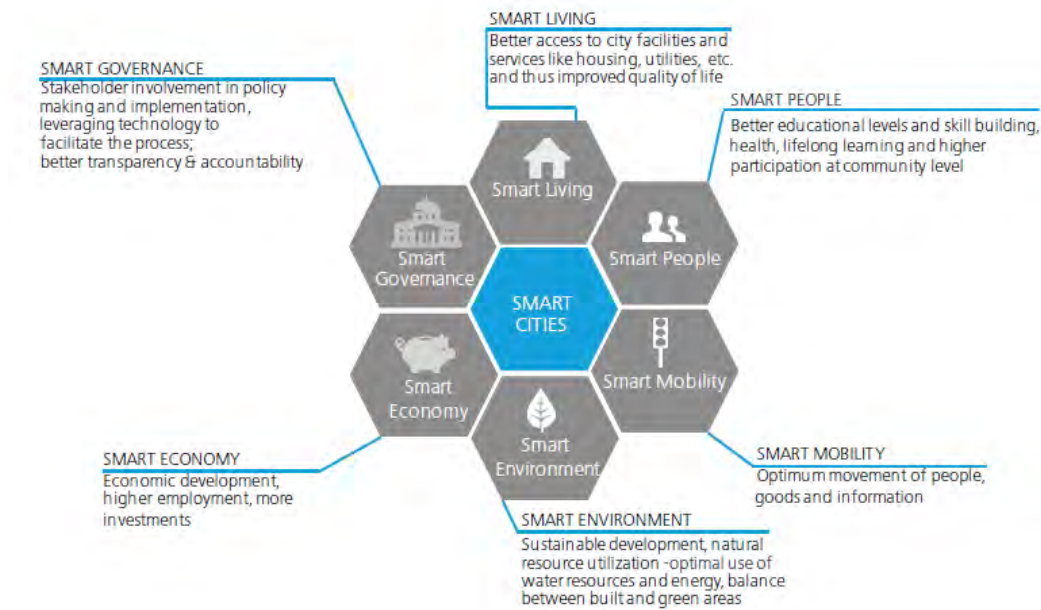 SMART LIVING
Better access to city facilities and
services like housing, utilities, etc.
and thus improved quality of life
SMART GOVERNANCE
Stakeholder involvement in policy
making and implementation,
leveraging technology to
facilitate the process;
better transparency & accountability
SMART PEOPLE
Better educational levels and skill building,
health, lifelong learning and higher
participation at community level
Smart Living
Smart
Governance
Smart People
SMART
CITIES
Smart
Economy
Smart Mobility
Smart
Environment
SMART ECONOMY
Economic development,
higher employment, more
investments
SMART MOBILITY
Optimum movement of people,
goods and information
SMART ENVIRONMENT
Sustainable development, natural
resource utilization -optimal use of
water resources and energy, balance
between built and green areas